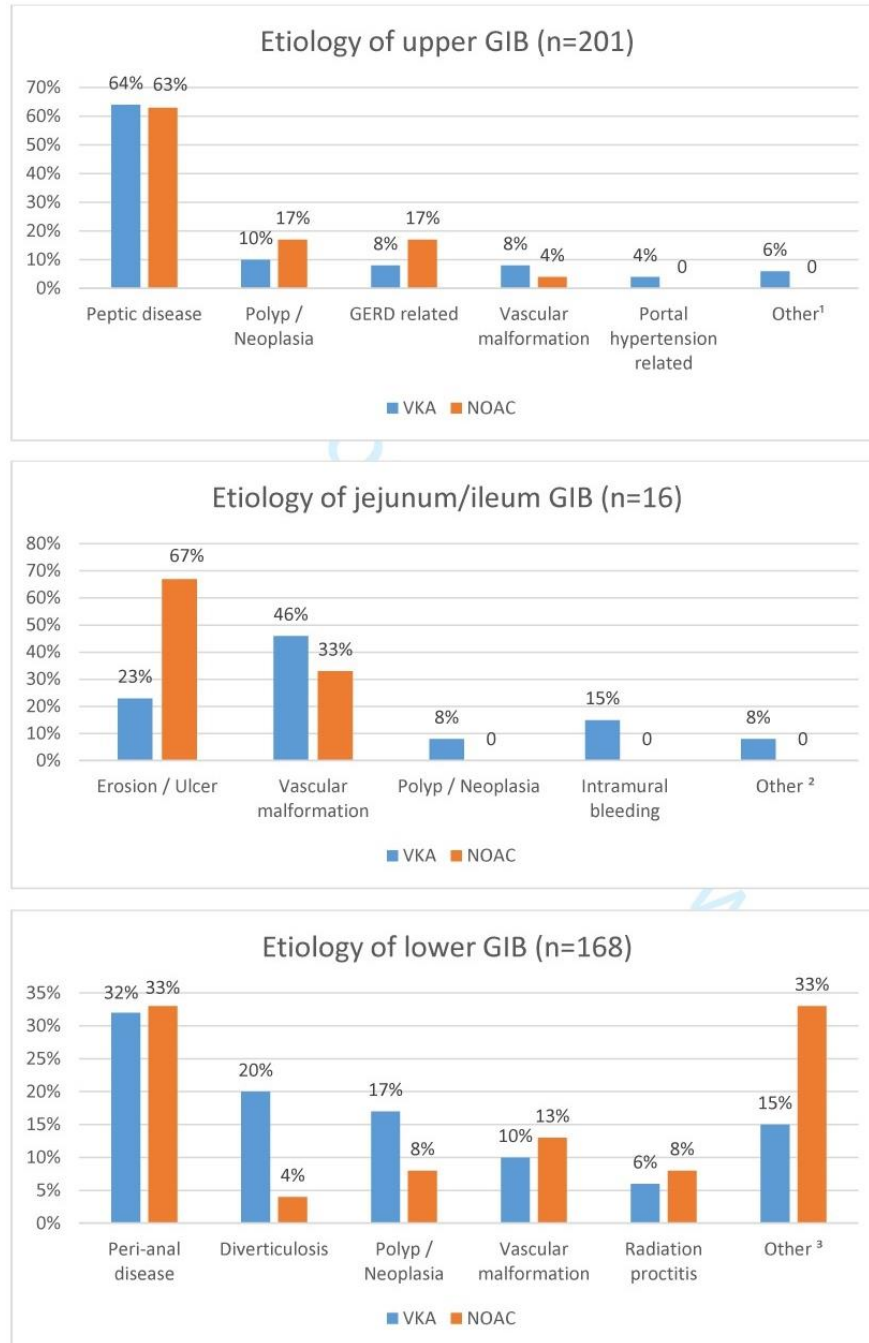 Etiology of upper GIB (n=201)
70%
60%
50%
40%
30%
20%
10%
0%
64% 63%
10% 17%
8% 17%
8% 4%
4% 0
6% 0
Peptic disease
Polyp /
Neoplasia
GERD related
Vascular
malformation
Portal
hypertension
related
Other¹
VKA NOAC
Etiology of jejunum/ileum GIB (n=16)
80%
70%
60%
50%
40%
30%
20%
10%
0%
23% 67%
46% 33%
8% 0
15% 0
8% 0
Erosion / Ulcer
Vascular
malformation
Polyp / Neoplasia
Intramural
bleeding
Other ²
VKA NOAC
Etiology of lower GIB (n=168)
35%
30%
25%
20%
15%
10%
5%
0%
32% 33%
20% 4%
17% 8%
10% 13%
6% 8%
15% 33%
Peri-anal
disease
Diverticulosis
Polyp /
Neoplasia
Vascular
malformation
Radiation
proctitis
Other ³
VKA NOAC